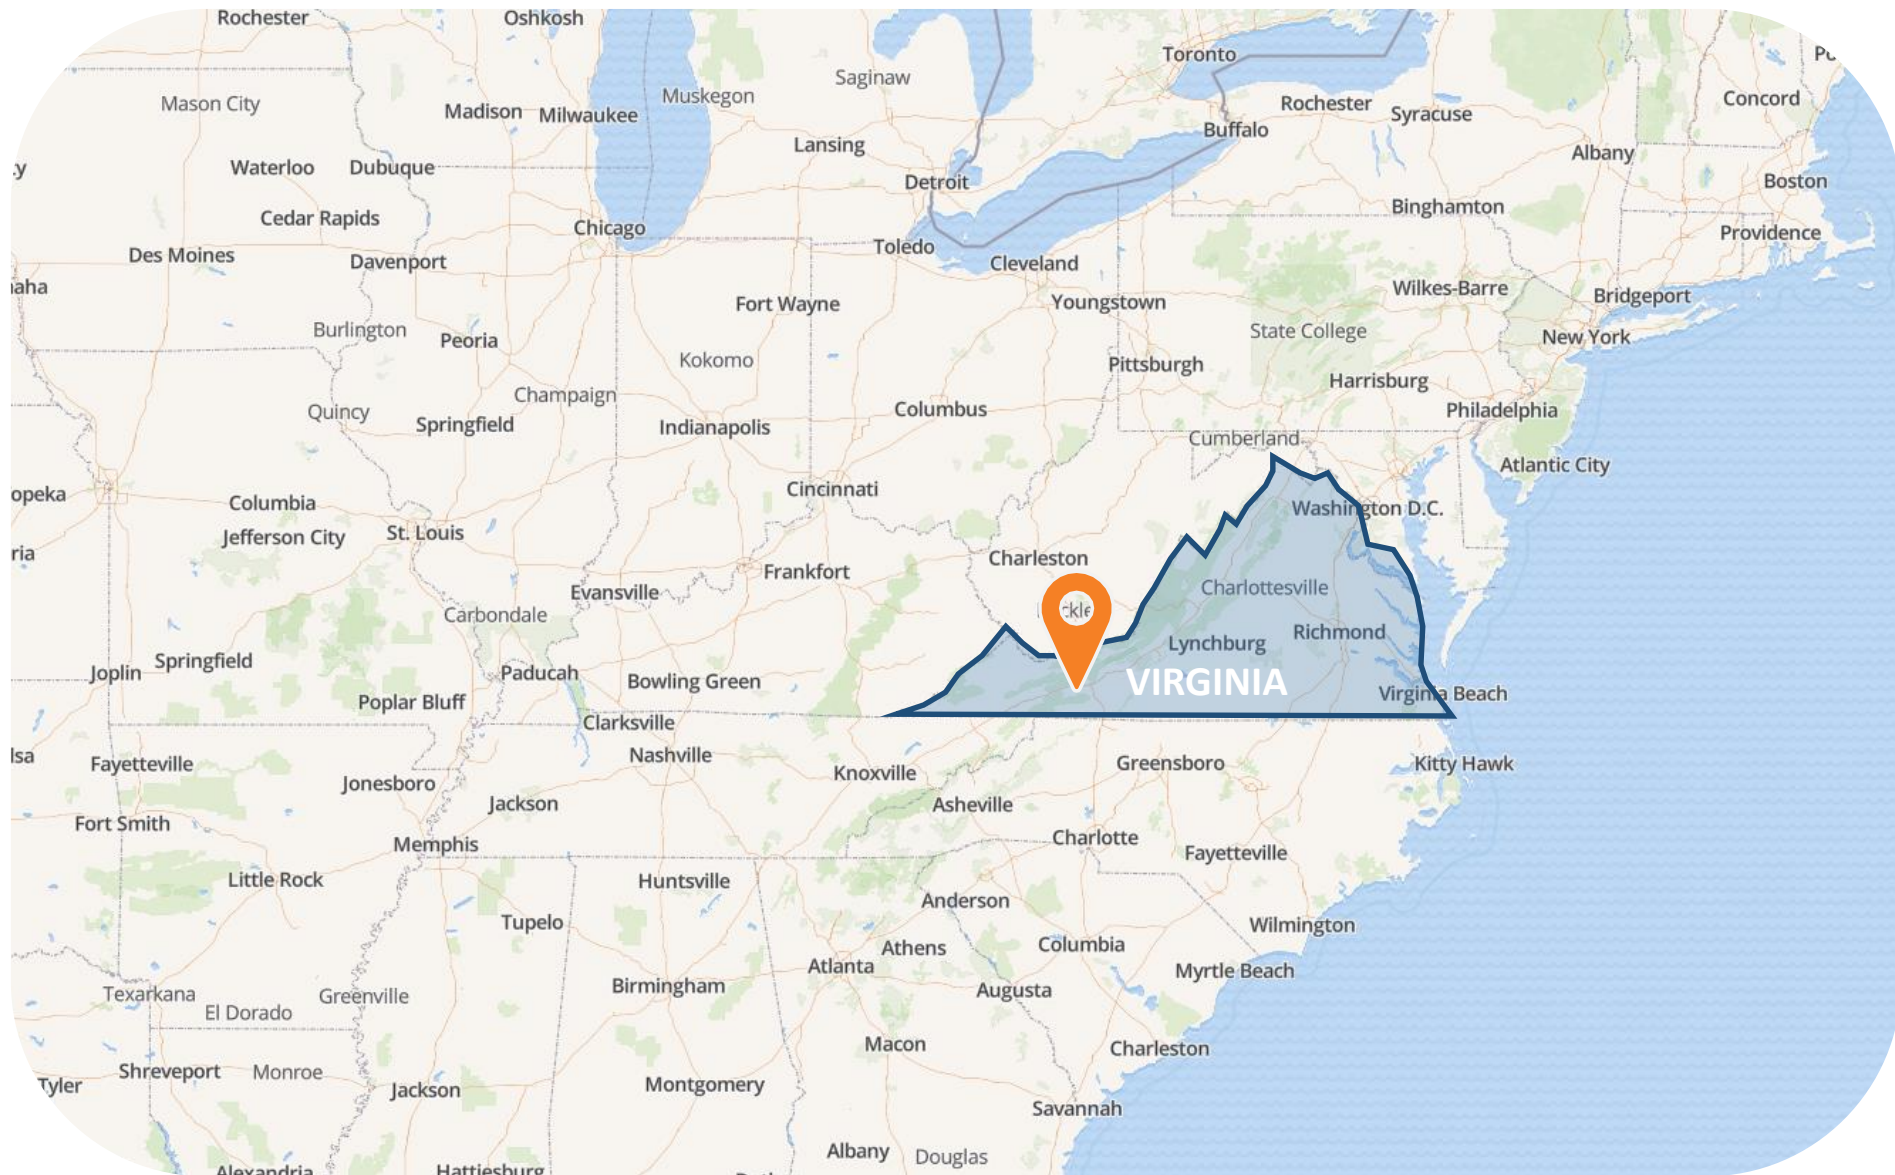 Rochester
Oshkosh
Toronto
Saginaw
Mason City
Muskegon
Madison
Milwaukee
Rochester
Syracuse
Concord
Buffalo
Lansing
Albany
Waterloo
Dubuque
Detroit
Boston
Cedar Rapids
Binghamton
Chicago
Providence
Des Moines
Toledo
Davenport
Cleveland
Wilkes-Barre
Bridgeport
Fort Wayne
Youngstown
Burlington
Peoria
State College
New York
Kokomo
Pittsburgh
Harrisburg
Champaign
Quincy
Springfield
Columbus
Philadelphia
Indianapolis
Cumberland
Atlantic City
Cincinnati
Columbia
Washington D.C.
Jefferson City
St. Louis
Charleston
Frankfort
Evansville
Charlottesville
Carbondale
Richmond
Lynchburg
Joplin
Springfield
Paducah
Bowling Green
VIRGINIA
Virginia Beach
Poplar Bluff
Clarksville
Nashville
Fayetteville
Greensboro
Kitty Hawk
Knoxville
Jonesboro
Jackson
Asheville
Fort Smith
Memphis
Charlotte
Fayetteville
Little Rock
Huntsville
Anderson
Tupelo
Wilmington
Athens
Columbia
Atlanta
Myrtle Beach
Birmingham
Augusta
Texarkana
Greenville
El Dorado
Macon
Charleston
Shreveport
Monroe
Tyler
Jackson
Montgomery
Savannah
Albany
Douglas
Alexandria
Hattiesburg